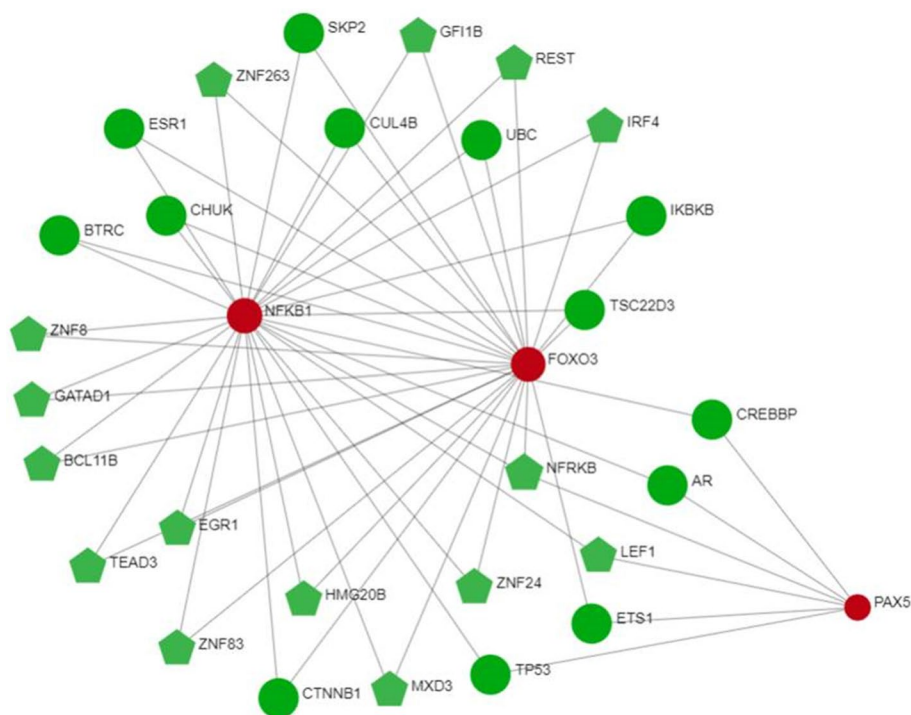 SKP2
GFI1B
REST
ZNF263
ESR1
CUL4B
UBC
IRF4
CHUK
IKBKB
BTRC
NFKB1
TSC22D3
ZNF8
FOXO3
GATAD1
CREBBP
BCL11B
NFRKB
AR
EGR1
TEAD3
LEF1
HMG20B
ZNF24
PAX5
ETS1
ZNF83
TP53
CTNNB1
MXD3